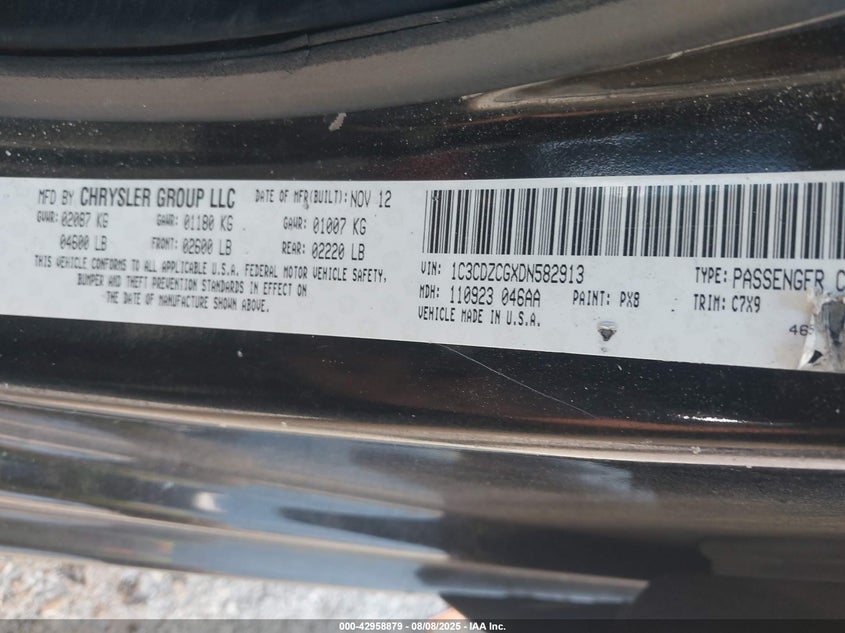 MFD BY CHRYSLER GROUP LLC DATE OF MFR(BUILT): NOV 12
GVWR: 02087 KG GAWR: 01180 KG GAWR: 01007 KG
04600 LB FRONT: 02600 LB REAR: 02220 LB
THIS VEHICLE CONFORMS TO ALL APPLICABLE U.S.A. FEDERAL MOTOR VEHICLE SAFETY,
BUMPER AND THEFT PREVENTION STANDARDS IN EFFECT ON
THE DATE OF MANUFACTURE SHOWN ABOVE.
VIN: 1C3CDZCGXDN582913 TYPE: PASSENGER C
MDH: 110923 046AA PAINT: PX8 TRIM: C7X9
VEHICLE MADE IN U.S.A.
000-42958879 - 08/08/2025 - IAA Inc.